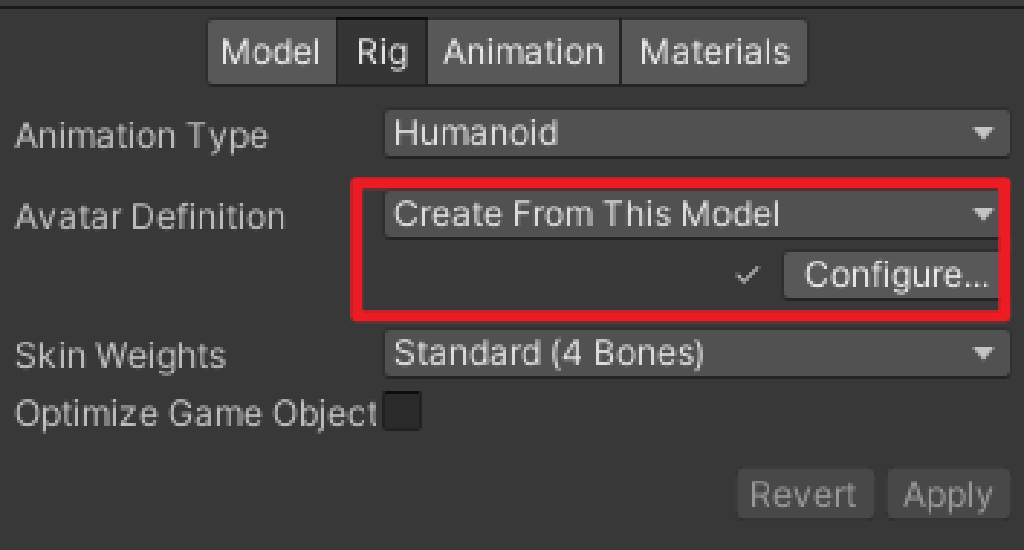 Model Rig Animation Materials
Animation Type Humanoid
Avatar Definition Create From This Model
Configure...
Skin Weights Standard (4 Bones)
Optimize Game Object
Revert Apply